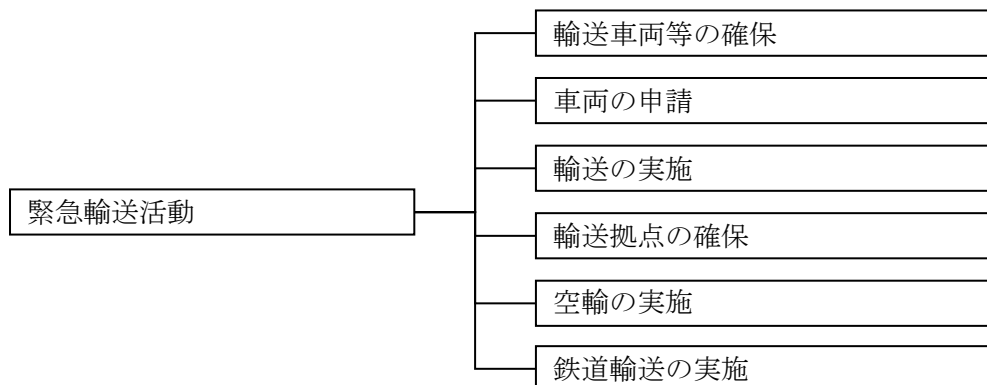 緊急輸送活動
輸送車両等の確保
車両の申請
輸送の実施
輸送拠点の確保
空輸の実施
鉄道輸送の実施